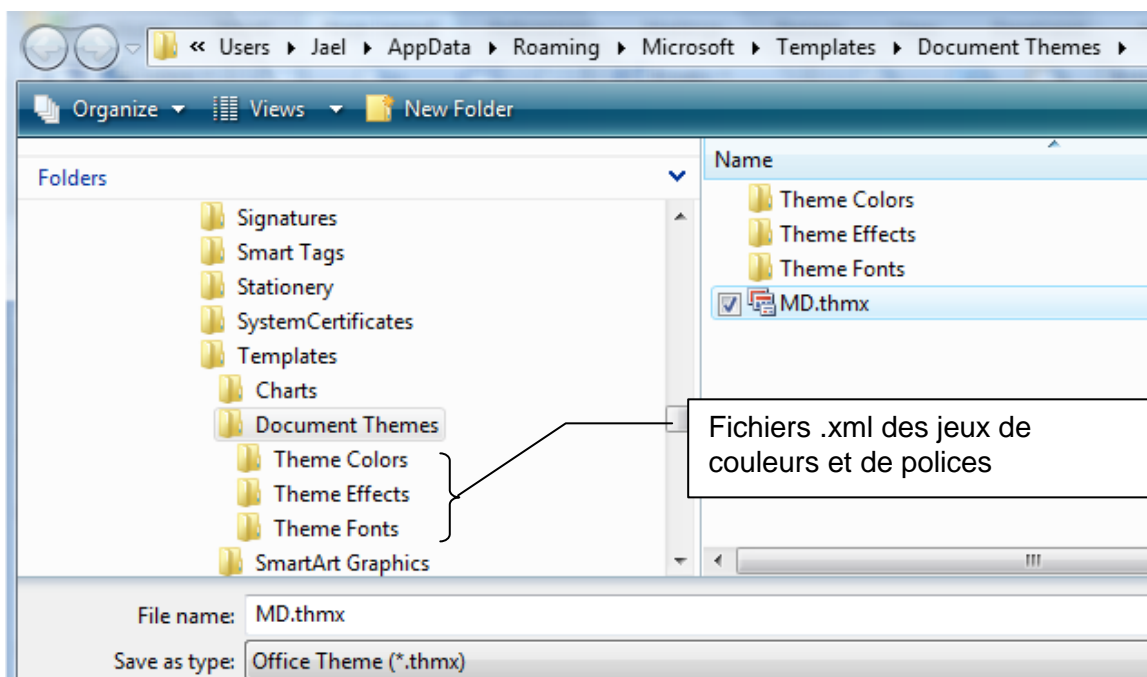 « Users Jael AppData Roaming Microsoft Templates Document Themes
Organize Views New Folder
Folders
Signatures
Smart Tags
Stationery
SystemCertificates
Templates
Charts
Document Themes
Theme Colors
Theme Effects
Theme Fonts
SmartArt Graphics
Name
Theme Colors
Theme Effects
Theme Fonts
MD.thmx
Fichiers .xml des jeux de
couleurs et de polices
File name: MD.thmx
Save as type: Office Theme (*.thmx)